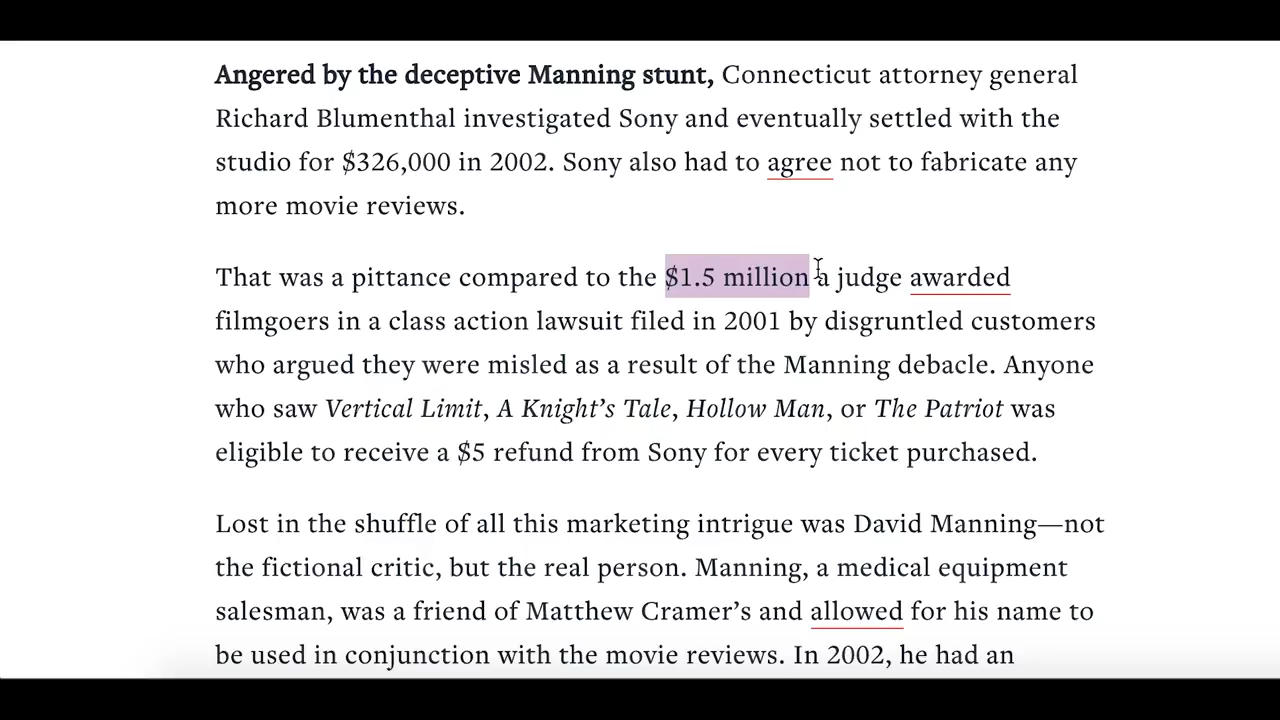 Angered by the deceptive Manning stunt, Connecticut attorney general
Richard Blumenthal investigated Sony and eventually settled with the
studio for $326,000 in 2002. Sony also had to agree not to fabricate any
more movie reviews.
That was a pittance compared to the $1.5 million a judge awarded
filmgoers in a class action lawsuit filed in 2001 by disgruntled customers
who argued they were misled as a result of the Manning debacle. Anyone
who saw Vertical Limit, A Knight’s Tale, Hollow Man, or The Patriot was
eligible to receive a $5 refund from Sony for every ticket purchased.
Lost in the shuffle of all this marketing intrigue was David Manning—not
the fictional critic, but the real person. Manning, a medical equipment
salesman, was a friend of Matthew Cramer’s and allowed for his name to
be used in conjunction with the movie reviews. In 2002, he had an